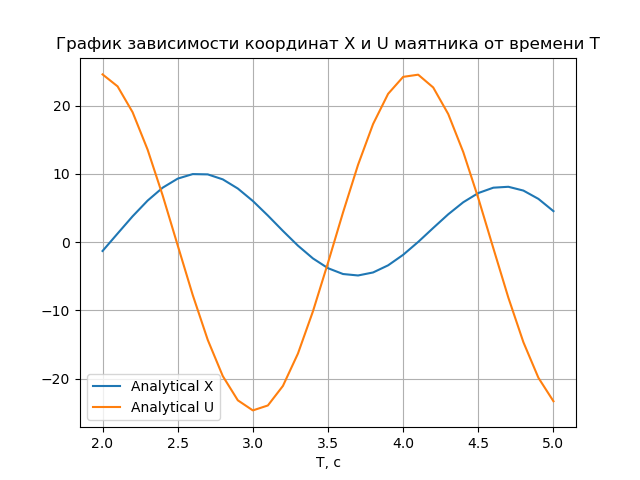 График зависимости координат X и U маятника от времени T
20
10
0
−10
−20
Analytical X
Analytical U
2.0 2.5 3.0 3.5 4.0 4.5 5.0
T, c